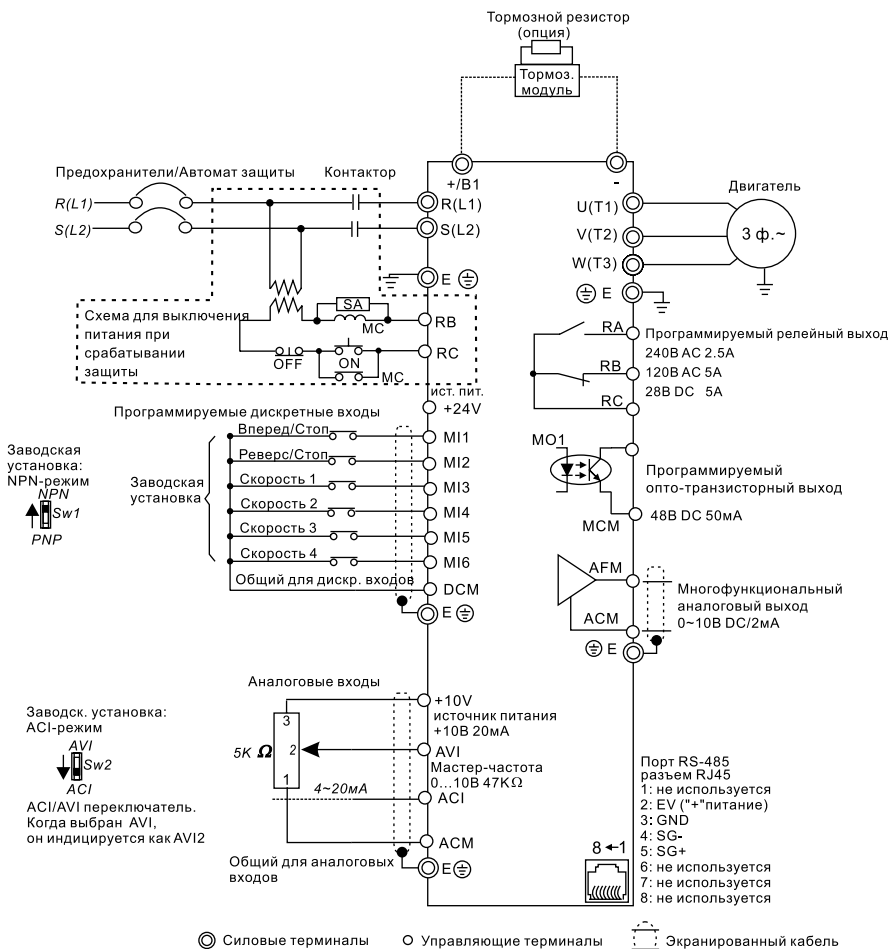 Тормозной резистор
(опция)
Тормоз.
модуль
Предохранители/Автомат защиты
Контактор
+/B1
-
Двигатель
R(L1)
R(L1)
U(T1)
S(L2)
S(L2)
V(T2)
3 ф.~
W(T3)
E
E
Схема для выключения
питания при
срабатывании
защиты
SA
MC
RB
OFF
ON
RC
MC
RA
Программируемый релейный выход
240В AC 2.5A
RB
120В AC 5A
28В DC 5A
RC
ист. пит.
+24V
Программируемые дискретные входы
Вперед/Стоп
MI1
Реверс/Стоп
MI2
Скорость 1
MI3
Скорость 2
MI4
Скорость 3
MI5
Скорость 4
MI6
Общий для дискр. входов
DCM
E
Заводская
установка
Заводская
установка:
NPN-режим
NPN
Sw1
PNP
MO1
Программируемый
опто-транзисторный выход
MCM
48В DC 50мА
AFM
Многофункциональный
аналоговый выход
0~10В DC/2мА
ACM
E
Аналоговые входы
+10V
источник питания
+10В 20мА
3
5K Ω
2
AVI
Мастер-частота
0...10В 47KΩ
1
4~20мА
ACI
ACM
Общий для аналоговых
входов
E
Заводск. установка:
ACI-режим
AVI
Sw2
ACI
ACI/AVI переключатель.
Когда выбран AVI,
он индицируется как AVI2
Порт RS-485
разъем RJ45
1: не используется
2: EV ("+"питание)
3: GND
4: SG-
5: SG+
6: не используется
7: не используется
8: не используется
8←1
Силовые терминалы
Управляющие терминалы
Экранированный кабель